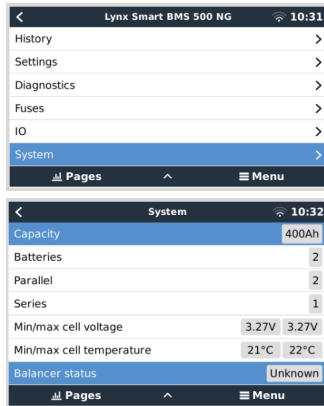 Lynx Smart BMS 500 NG 10:31
History
Settings
Diagnostics
Fuses
IO
System
Pages Menu
System 10:32
Capacity 400Ah
Batteries 2
Parallel 2
Series 1
Min/max cell voltage 3.27V 3.27V
Min/max cell temperature 21°C 22°C
Balancer status Unknown
Pages Menu